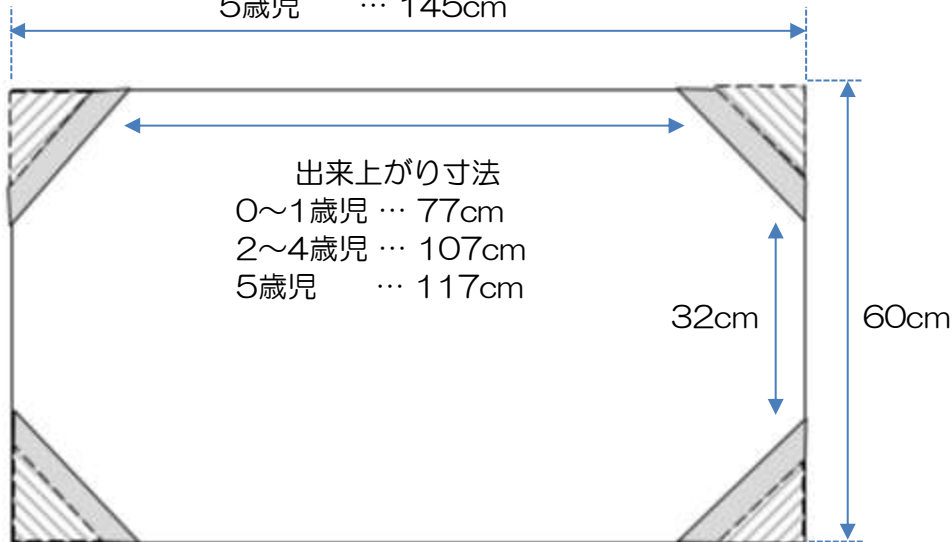 5歳児　　… 145cm
出来上がり寸法
0～1歳児 … 77cm
2～4歳児 … 107cm
5歳児　　… 117cm
32cm
60cm